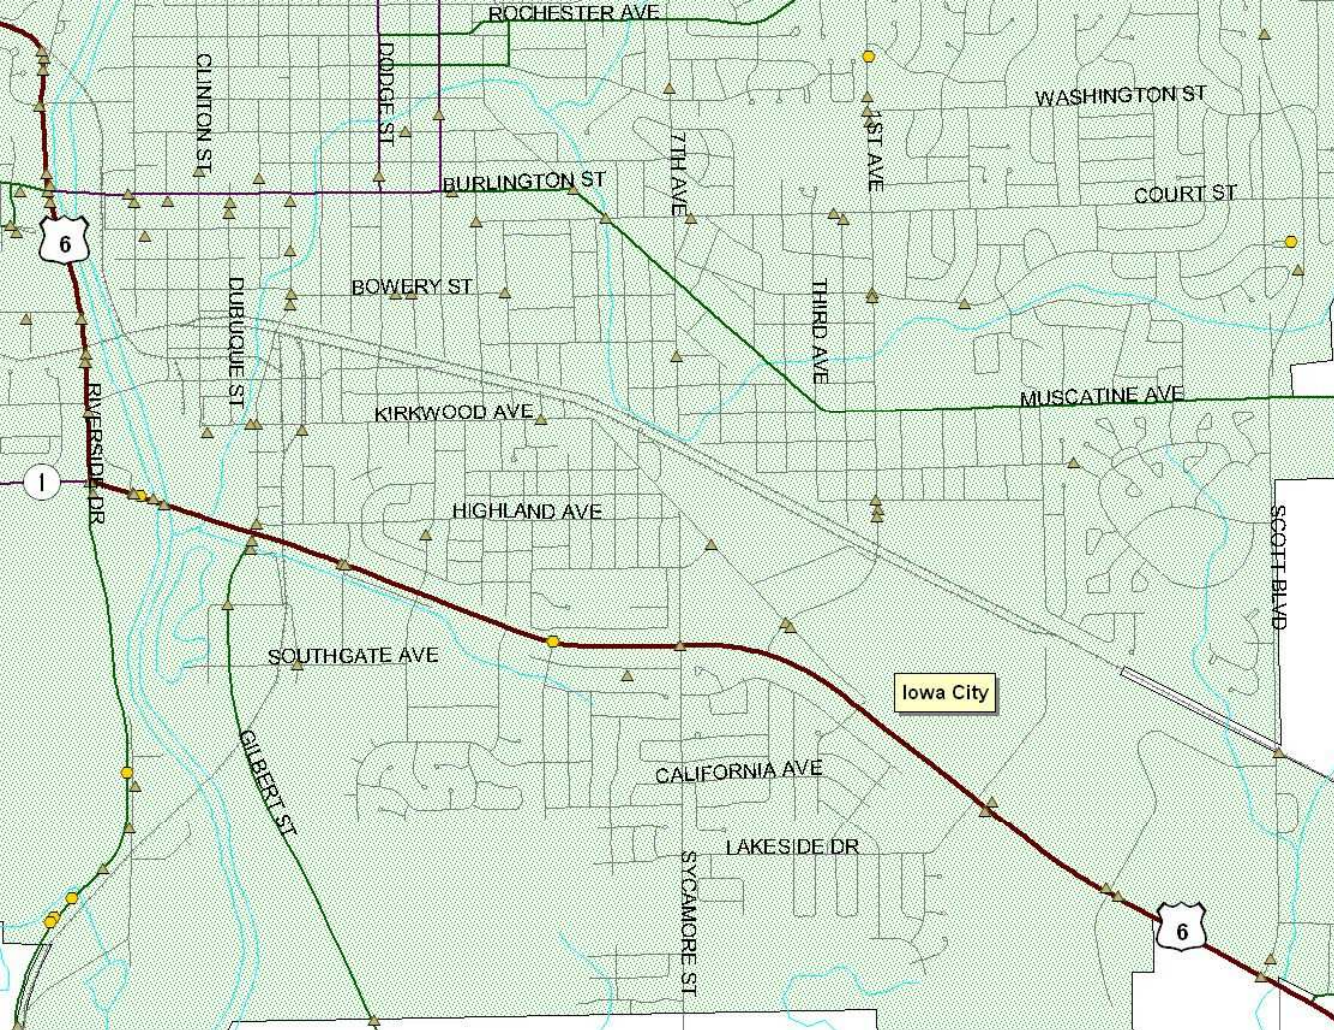 ROCHESTER AVE
CLINTON ST
DODGE ST
WASHINGTON ST
7TH AVE
1ST AVE
BURLINGTON ST
COURT ST
6
BOWERY ST
DUBUQUE ST
THIRD AVE
MUSCATINE AVE
KIRKWOOD AVE
RIVERSIDE DR
1
HIGHLAND AVE
SCOTT BLVD
SOUTHGATE AVE
Iowa City
GILBERT ST
CALIFORNIA AVE
LAKESIDE DR
SYCAMORE ST
6